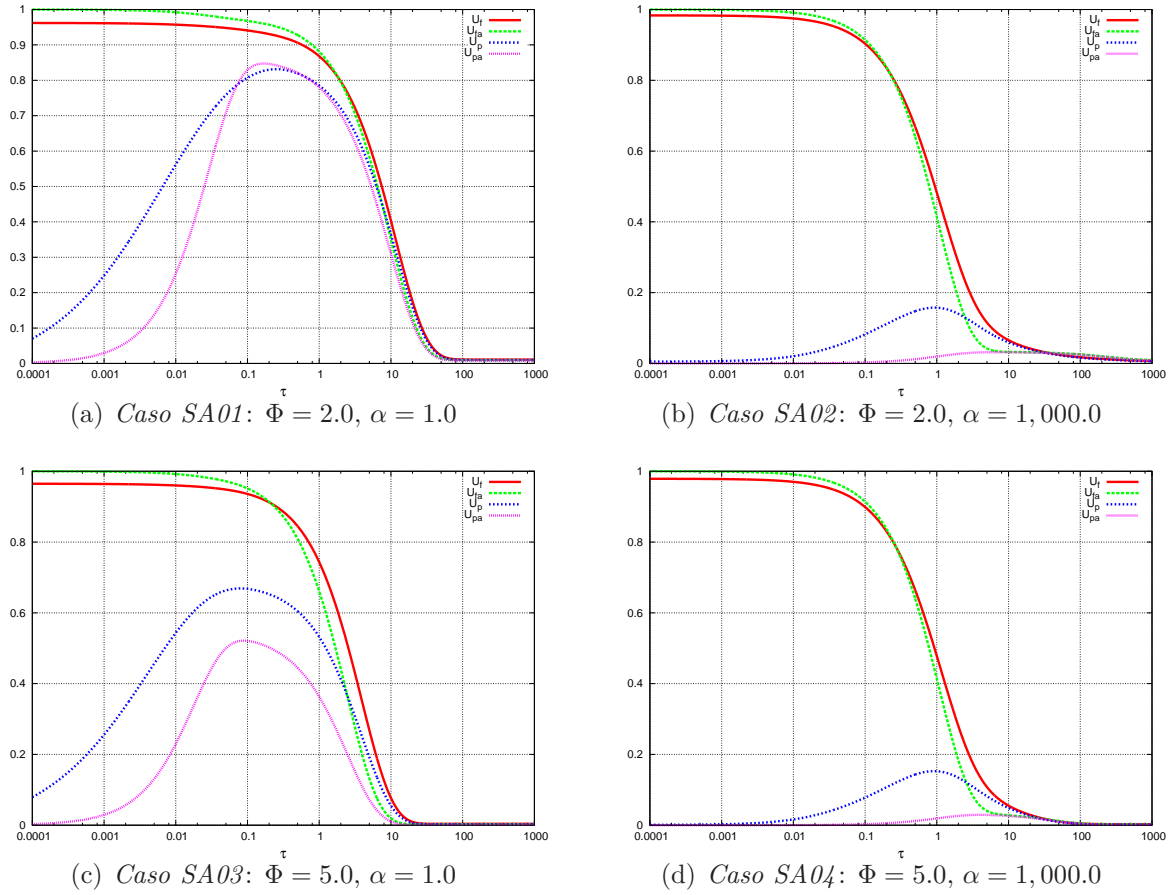 1
0.9
0.8
0.7
0.6
0.5
0.4
0.3
0.2
0.1
0
0.0001 0.001 0.01 0.1 1 10 100 1000
τ
U_f
U_fa
U_p
U_pa
(a) Caso SA01: Φ = 2.0, α = 1.0
1
0.8
0.6
0.4
0.2
0
0.0001 0.001 0.01 0.1 1 10 100 1000
τ
U_f
U_fa
U_p
U_pa
(b) Caso SA02: Φ = 2.0, α = 1,000.0
1
0.8
0.6
0.4
0.2
0
0.0001 0.001 0.01 0.1 1 10 100 1000
τ
U_f
U_fa
U_p
U_pa
(c) Caso SA03: Φ = 5.0, α = 1.0
1
0.8
0.6
0.4
0.2
0
0.0001 0.001 0.01 0.1 1 10 100 1000
τ
U_f
U_fa
U_p
U_pa
(d) Caso SA04: Φ = 5.0, α = 1,000.0